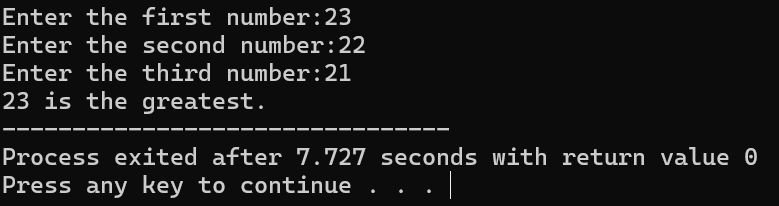 Enter the first number:23
Enter the second number:22
Enter the third number:21
23 is the greatest.
--------------------------------
Process exited after 7.727 seconds with return value 0
Press any key to continue . . .